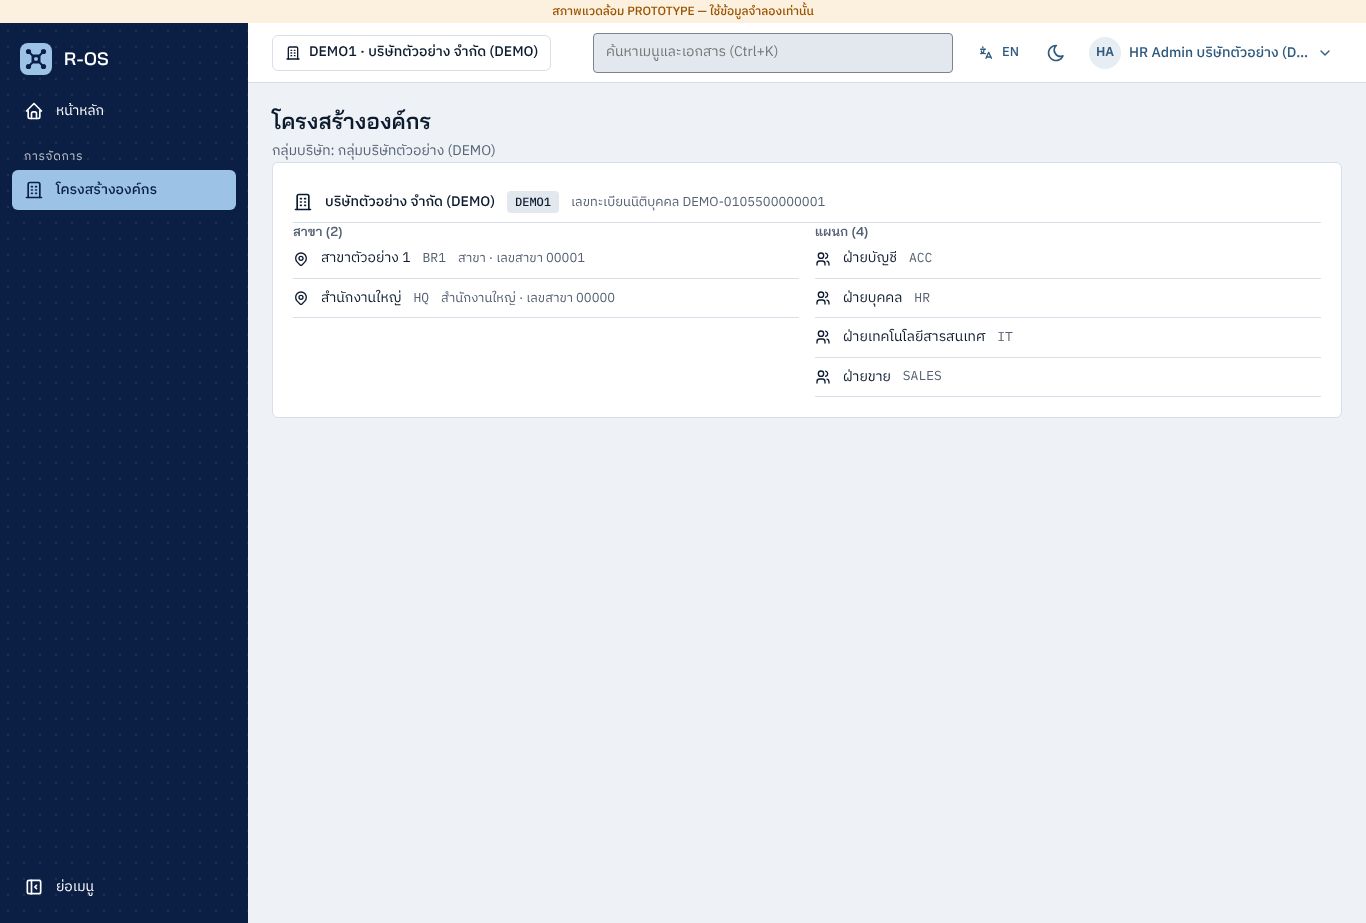 สภาพแวดล้อม PROTOTYPE — ใช้ข้อมูลจำลองเท่านั้น
R-OS
DEMO1 · บริษัทตัวอย่าง จำกัด (DEMO)
ค้นหาเมนูและเอกสาร (Ctrl+K)
EN
HA
HR Admin บริษัทตัวอย่าง (D...
หน้าหลัก
การจัดการ
โครงสร้างองค์กร
ย่อเมนู
โครงสร้างองค์กร
กลุ่มบริษัท: กลุ่มบริษัทตัวอย่าง (DEMO)
บริษัทตัวอย่าง จำกัด (DEMO) DEMO1 เลขทะเบียนนิติบุคคล DEMO-0105500000001
สาขา (2)
สาขาตัวอย่าง 1 BR1 สาขา · เลขสาขา 00001
สำนักงานใหญ่ HQ สำนักงานใหญ่ · เลขสาขา 00000
แผนก (4)
ฝ่ายบัญชี ACC
ฝ่ายบุคคล HR
ฝ่ายเทคโนโลยีสารสนเทศ IT
ฝ่ายขาย SALES